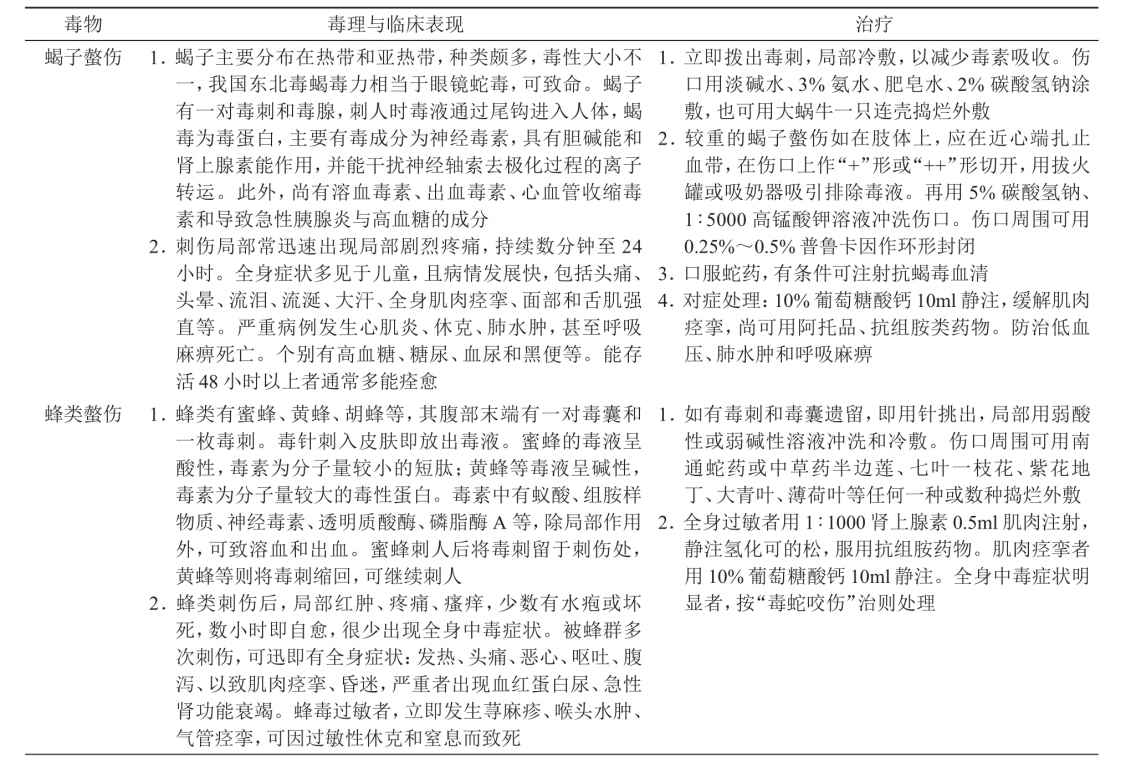 毒物 毒理与临床表现 治疗
蝎子螫伤
1. 蝎子主要分布在热带和亚热带，种类颇多，毒性大小不
一，我国东北毒蝎毒力相当于眼镜蛇毒，可致命。蝎子
有一对毒刺和毒腺，刺人时毒液通过尾钩进入人体，蝎
毒为毒蛋白，主要有毒成分为神经毒素，具有胆碱能和
肾上腺素能作用，并能干扰神经轴索去极化过程的离子
转运。此外，尚有溶血毒素、出血毒素、心血管收缩毒
素和导致急性胰腺炎与高血糖的成分
2. 刺伤局部常迅速出现局部剧烈疼痛，持续数分钟至 24
小时。全身症状多见于儿童，且病情发展快，包括头痛、
头晕、流泪、流涎、大汗、全身肌肉痉挛、面部和舌肌强
直等。严重病例发生心肌炎、休克、肺水肿，甚至呼吸
麻痹死亡。个别有高血糖、糖尿、血尿和黑便等。能存
活 48 小时以上者通常多能痊愈
1. 立即拨出毒刺，局部冷敷，以减少毒素吸收。伤
口用淡碱水、3% 氨水、肥皂水、2% 碳酸氢钠涂
敷，也可用大蜗牛一只连壳捣烂外敷
2. 较重的蝎子螫伤如在肢体上，应在近心端扎止
血带，在伤口上作“+”形或“++”形切开，用拔火
罐或吸奶器吸引排除毒液。再用 5% 碳酸氢钠、
1∶5000 高锰酸钾溶液冲洗伤口。伤口周围可用
0.25%～0.5% 普鲁卡因作环形封闭
3. 口服蛇药，有条件可注射抗蝎毒血清
4. 对症处理：10% 葡萄糖酸钙 10ml 静注，缓解肌肉
痉挛，尚可用阿托品、抗组胺类药物。防治低血
压、肺水肿和呼吸麻痹
蜂类螫伤
1. 蜂类有蜜蜂、黄蜂、胡蜂等，其腹部末端有一对毒囊和
一枚毒刺。毒针刺入皮肤即放出毒液。蜜蜂的毒液呈
酸性，毒素为分子量较小的短肽；黄蜂等毒液呈碱性，
毒素为分子量较大的毒性蛋白。毒素中有蚁酸、组胺样
物质、神经毒素、透明质酸酶、磷脂酶 A 等，除局部作用
外，可致溶血和出血。蜜蜂刺人后将毒刺留于刺伤处，
黄蜂等则将毒刺缩回，可继续刺人
2. 蜂类刺伤后，局部红肿、疼痛、瘙痒，少数有水疱或坏
死，数小时即自愈，很少出现全身中毒症状。被蜂群多
次刺伤，可迅即有全身症状：发热、头痛、恶心、呕吐、腹
泻、以致肌肉痉挛、昏迷，严重者出现血红蛋白尿、急性
肾功能衰竭。蜂毒过敏者，立即发生荨麻疹、喉头水肿、
气管痉挛，可因过敏性休克和窒息而致死
1. 如有毒刺和毒囊遗留，即用针挑出，局部用弱酸
性或弱碱性溶液冲洗和冷敷。伤口周围可用南
通蛇药或中草药半边莲、七叶一枝花、紫花地
丁、大青叶、薄荷叶等任何一种或数种捣烂外敷
2. 全身过敏者用 1∶1000 肾上腺素 0.5ml 肌肉注射，
静注氢化可的松，服用抗组胺药物。肌肉痉挛者
用 10% 葡萄糖酸钙 10ml 静注。全身中毒症状明
显者，按“毒蛇咬伤”治则处理